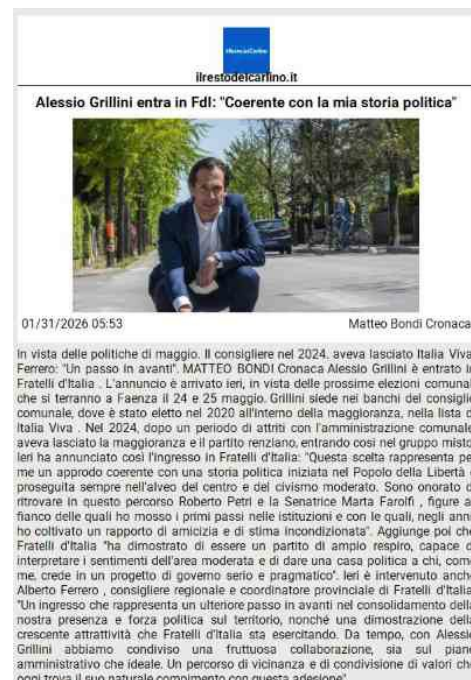 il Resto del Carlino
ilrestodelcarlino.it
Alessio Grillini entra in FdI: "Coerente con la mia storia politica"
01/31/2026 05:53
Matteo Bondi Cronaca
In vista delle politiche di maggio. Il consigliere nel 2024, aveva lasciato Italia Viva.
Ferrero: "Un passo in avanti". MATTEO BONDI Cronaca Alessio Grillini è entrato i
Fratelli d'Italia . L'annuncio è arrivato ieri, in vista delle prossime elezioni comuna
che si terranno a Faenza il 24 e 25 maggio. Grillini siede nei banchi del consigli
comunale, dove è stato eletto nel 2020 all'interno della maggioranza, nella lista d
Italia Viva . Nel 2024, dopo un periodo di attriti con l'amministrazione comunale
aveva lasciato la maggioranza e il partito renziano, entrando così nel gruppo misto
Ieri ha annunciato così l'ingresso in Fratelli d'Italia: "Questa scelta rappresenta pe
me un approdo coerente con una storia politica iniziata nel Popolo della Libertà
proseguita sempre nell'alveo del centro e del civismo moderato. Sono onorato d
ritrovare in questo percorso Roberto Petri e la Senatrice Marta Farolfi , figure a
fianco delle quali ho mosso i primi passi nelle istituzioni e con le quali, negli ann
ho coltivato un rapporto di amicizia e di stima incondizionata". Aggiunge poi che
Fratelli d'Italia "ha dimostrato di essere un partito di ampio respiro, capace d
interpretare i sentimenti dell'area moderata e di dare una casa politica a chi, com
me, crede in un progetto di governo serio e pragmatico". Ieri è intervenuto anch
Alberto Ferrero , consigliere regionale e coordinatore provinciale di Fratelli d'Italia
"Un ingresso che rappresenta un ulteriore passo in avanti nel consolidamento della
nostra presenza e forza politica sul territorio, nonché una dimostrazione della
crescente attrattività che Fratelli d'Italia sta esercitando. Da tempo, con Alessi
Grillini abbiamo condiviso una fruttuosa collaborazione, sia sul piano
amministrativo che ideale. Un percorso di vicinanza e di condivisione di valori ch
oggi trova il suo naturale compimento con questa adesione".